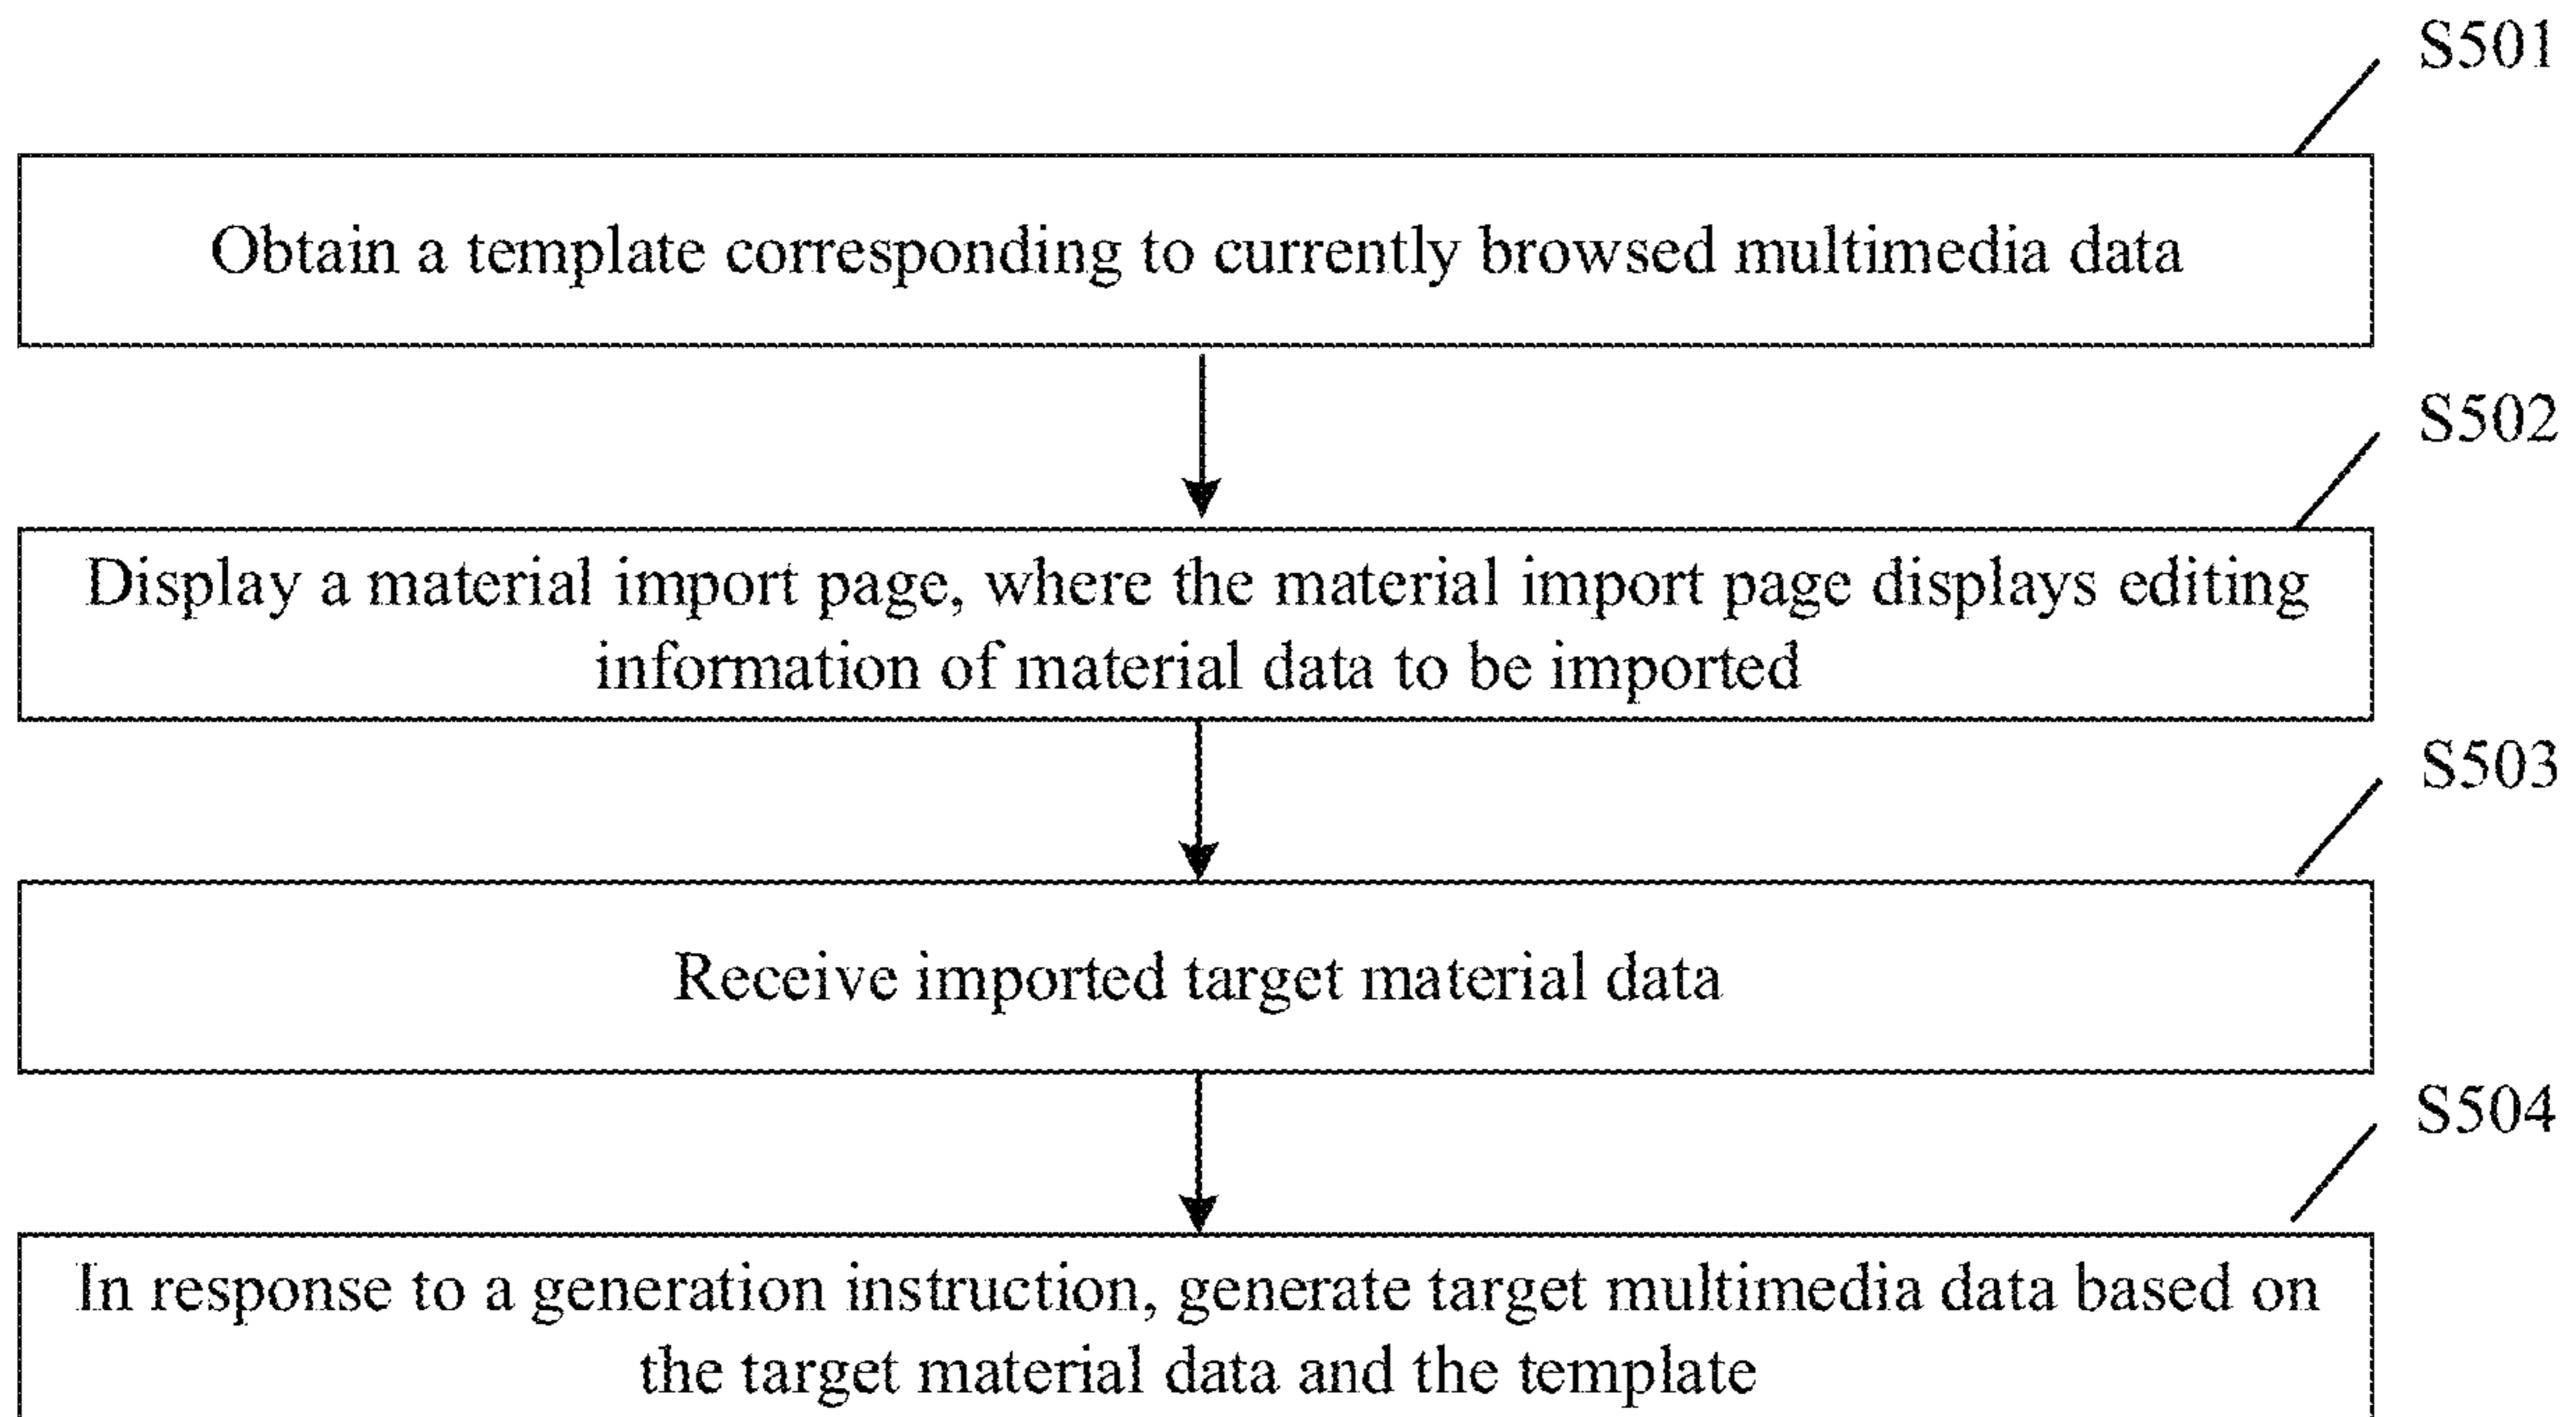 S501
Obtain a template corresponding to currently browsed multimedia data
S502
Display a material import page, where the material import page displays editing
information of material data to be imported
S503
Receive imported target material data
S504
In response to a generation instruction, generate target multimedia data based on
the target material data and the template